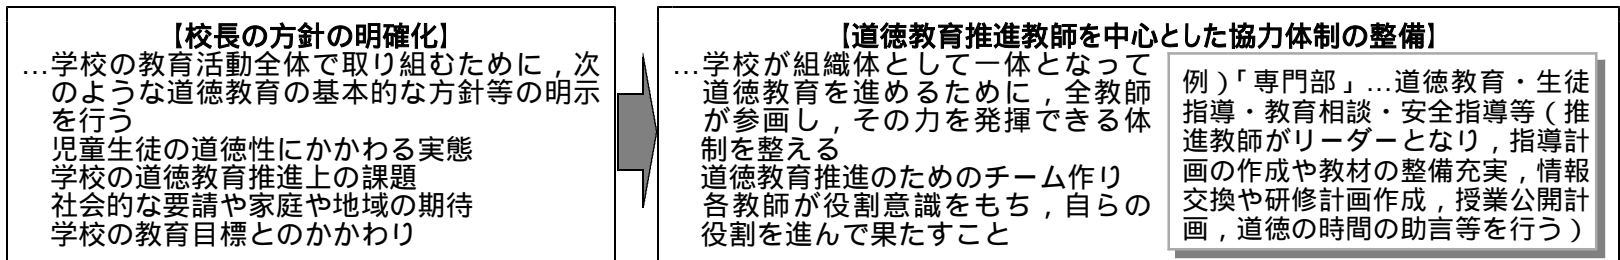 【校長の方針の明確化】
…学校の教育活動全体で取り組むために，次
のような道徳教育の基本的な方針等の明示
を行う
児童生徒の道徳性にかかわる実態
学校の道徳教育推進上の課題
社会的な要請や家庭や地域の期待
学校の教育目標とのかかわり
【道徳教育推進教師を中心とした協力体制の整備】
…学校が組織体として一体となって
道徳教育を進めるために，全教師
が参画し，その力を発揮できる体
制を整える
道徳教育推進のためのチーム作り
各教師が役割意識をもち，自らの
役割を進んで果たすこと
例）「専門部」…道徳教育・生徒
指導・教育相談・安全指導等（推
進教師がリーダーとなり，指導計
画の作成や教材の整備充実，情報
交換や研修計画作成，授業公開計
画，道徳の時間の助言等を行う）